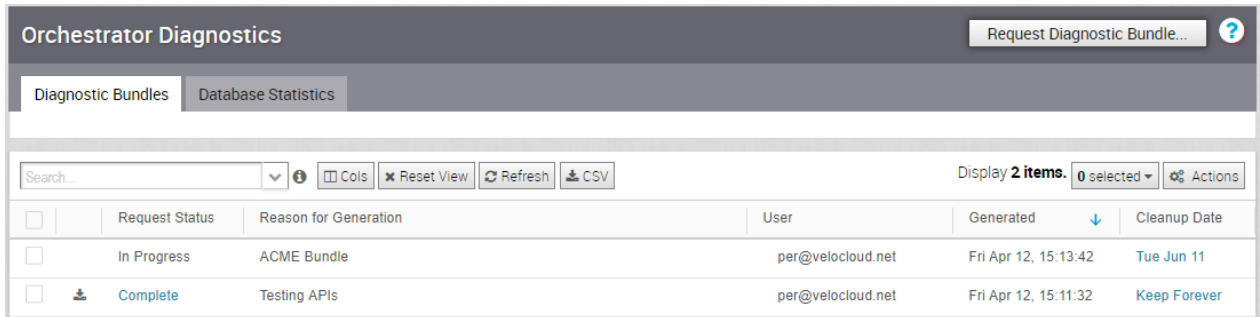 Orchestrator Diagnostics
Request Diagnostic Bundle...
?
Diagnostic Bundles Database Statistics
Search... Cols Reset View Refresh CSV Display 2 items. 0 selected Actions
Request Status Reason for Generation User Generated Cleanup Date
In Progress ACME Bundle per@velocloud.net Fri Apr 12, 15:13:42 Tue Jun 11
Complete Testing APIs per@velocloud.net Fri Apr 12, 15:11:32 Keep Forever